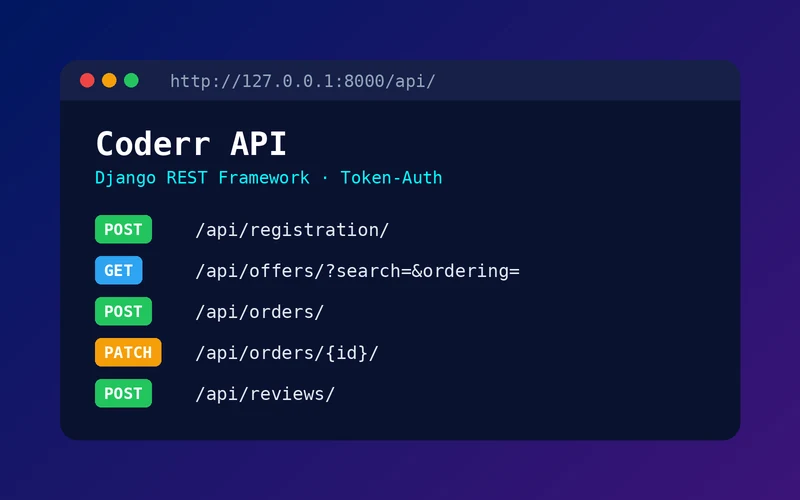 http://127.0.0.1:8000/api/
Coderr API
Django REST Framework · Token-Auth
POST /api/registration/
GET /api/offers/?search=&ordering=
POST /api/orders/
PATCH /api/orders/{id}/
POST /api/reviews/